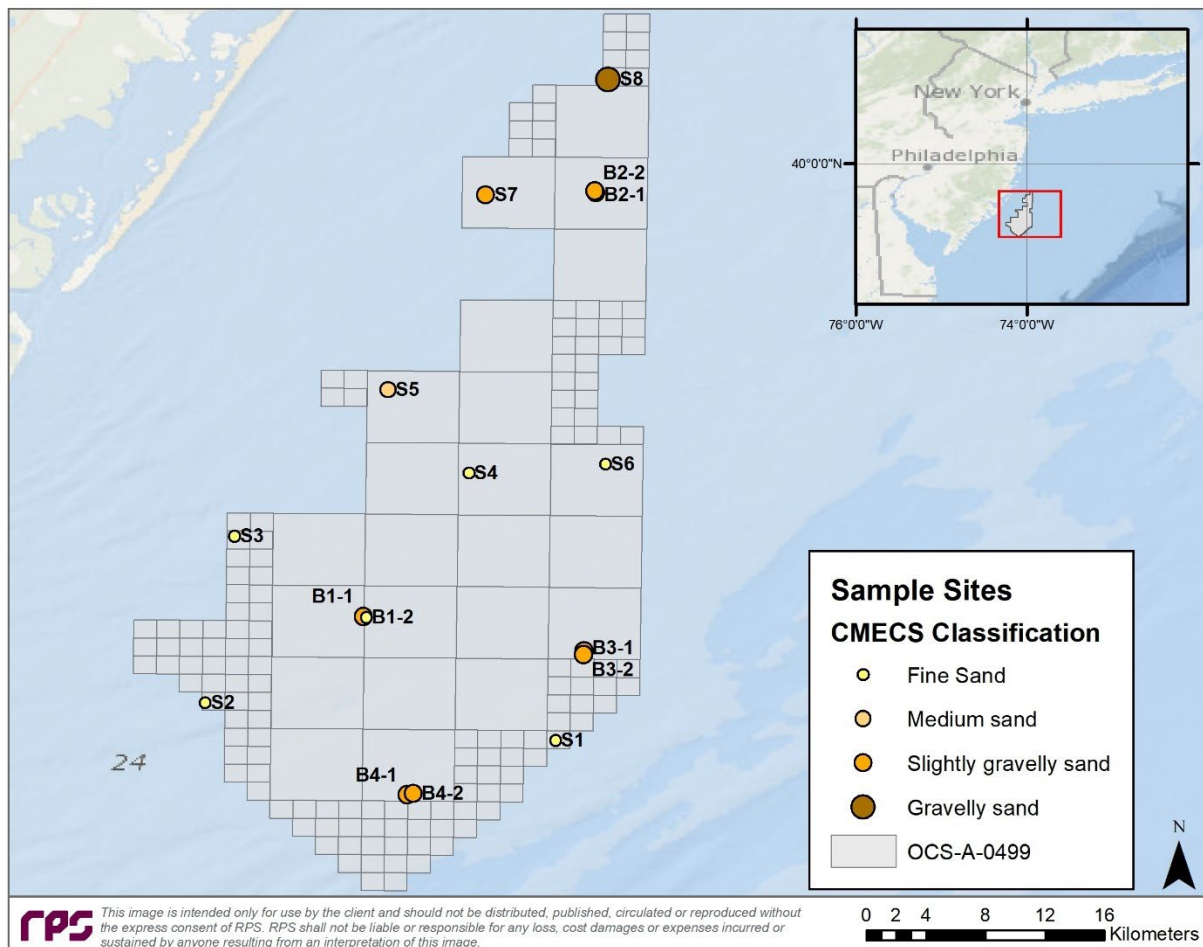 S8
B2-2
S7
B2-1
S5
S4
S6
S3
B1-1
B1-2
B3-1
B3-2
S2
S1
24
B4-1
B4-2
New York
40°0'0"N
Philadelphia
76°0'0"W
74°0'0"W
Sample Sites
CMECS Classification
Fine Sand
Medium sand
Slightly gravelly sand
Gravelly sand
OCS-A-0499
N
rps
This image is intended only for use by the client and should not be distributed, published, circulated or reproduced without
the express consent of RPS. RPS shall not be liable or responsible for any loss, cost damages or expenses incurred or
sustained by anyone resulting from an interpretation of this image.
0 2 4 8 12 16
Kilometers